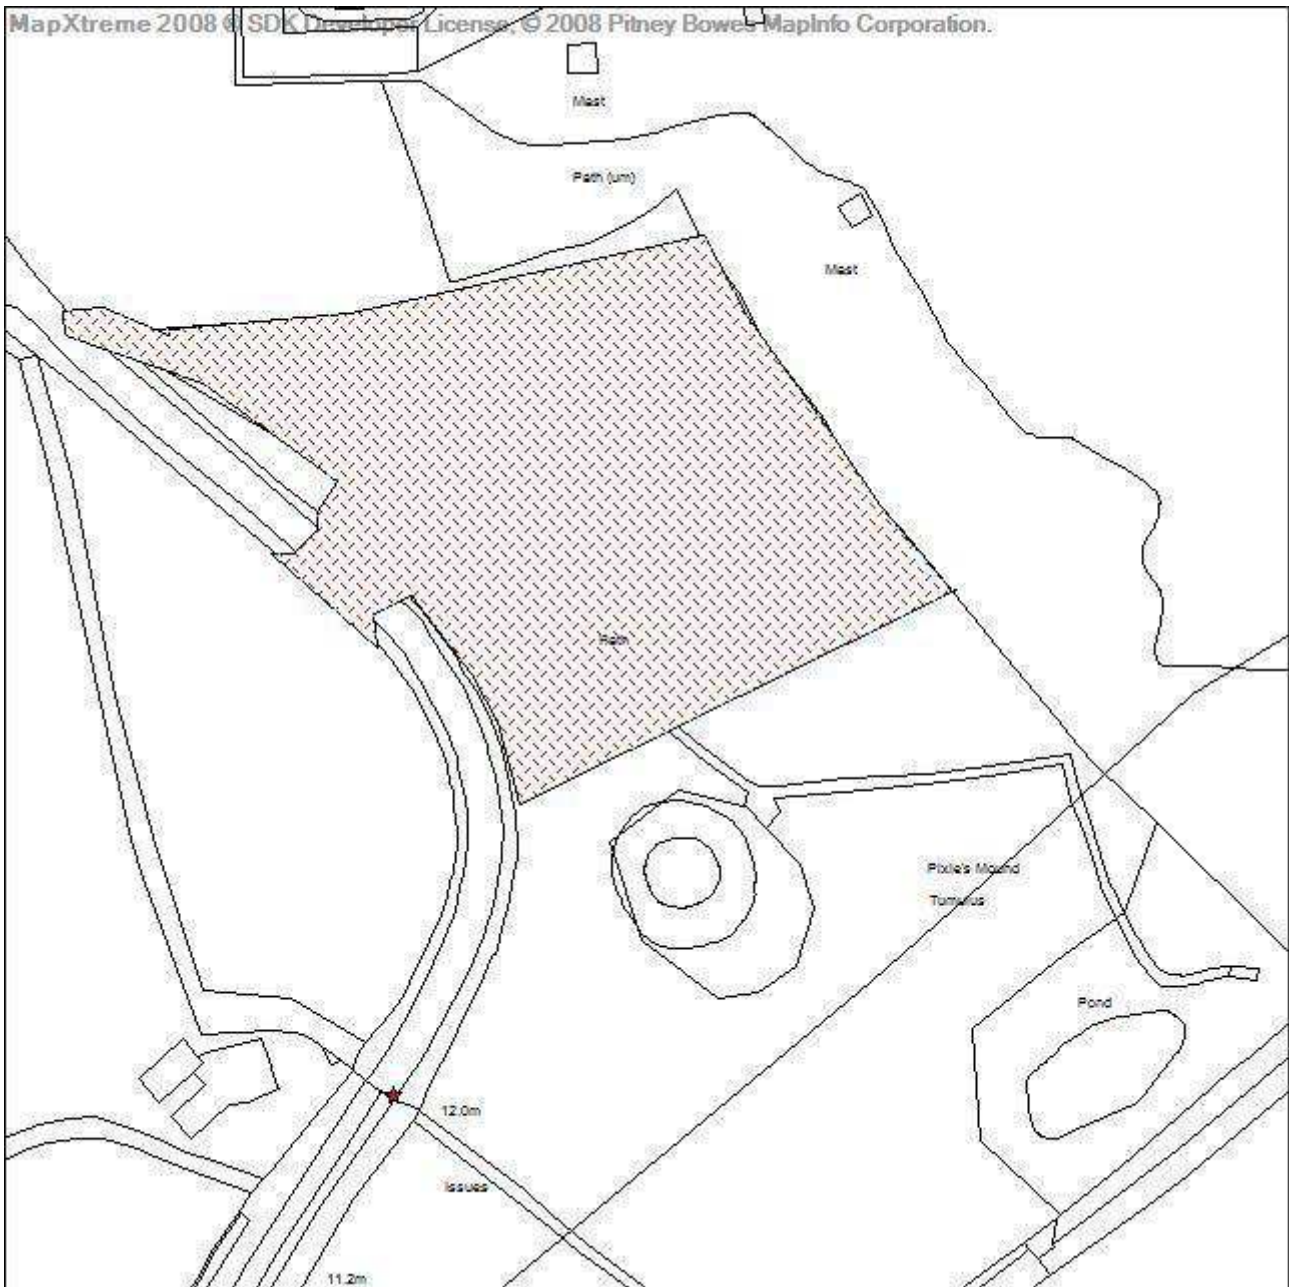 MapXtreme 2008 © SDK Developer License, © 2008 Pitney Bowes MapInfo Corporation.
Mast
Path (um)
Mast
Path
Pixie's Mound
Tumulus
Pond
12.0m
Issues
11.2m